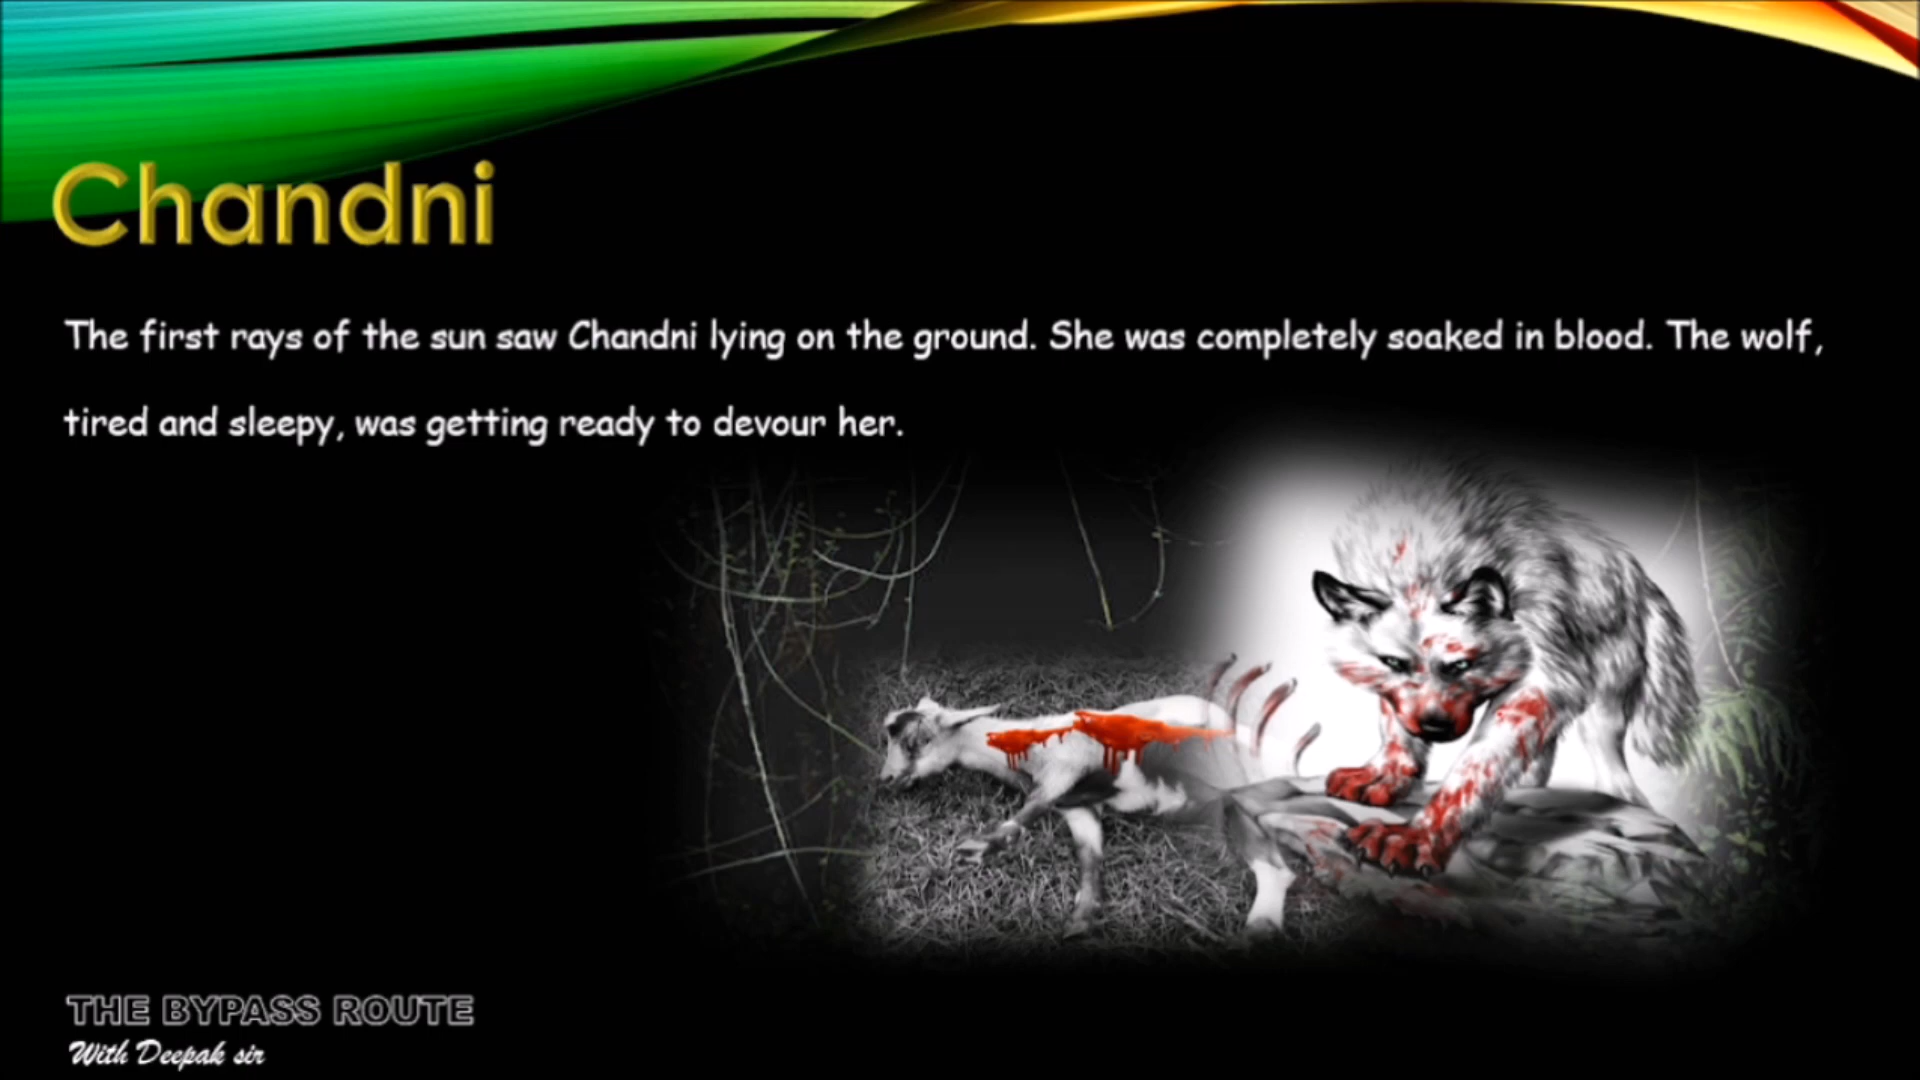 Chandni
The first rays of the sun saw Chandni lying on the ground. She was completely soaked in blood. The wolf,
tired and sleepy, was getting ready to devour her.
THE BYPASS ROUTE
With Deepak sir